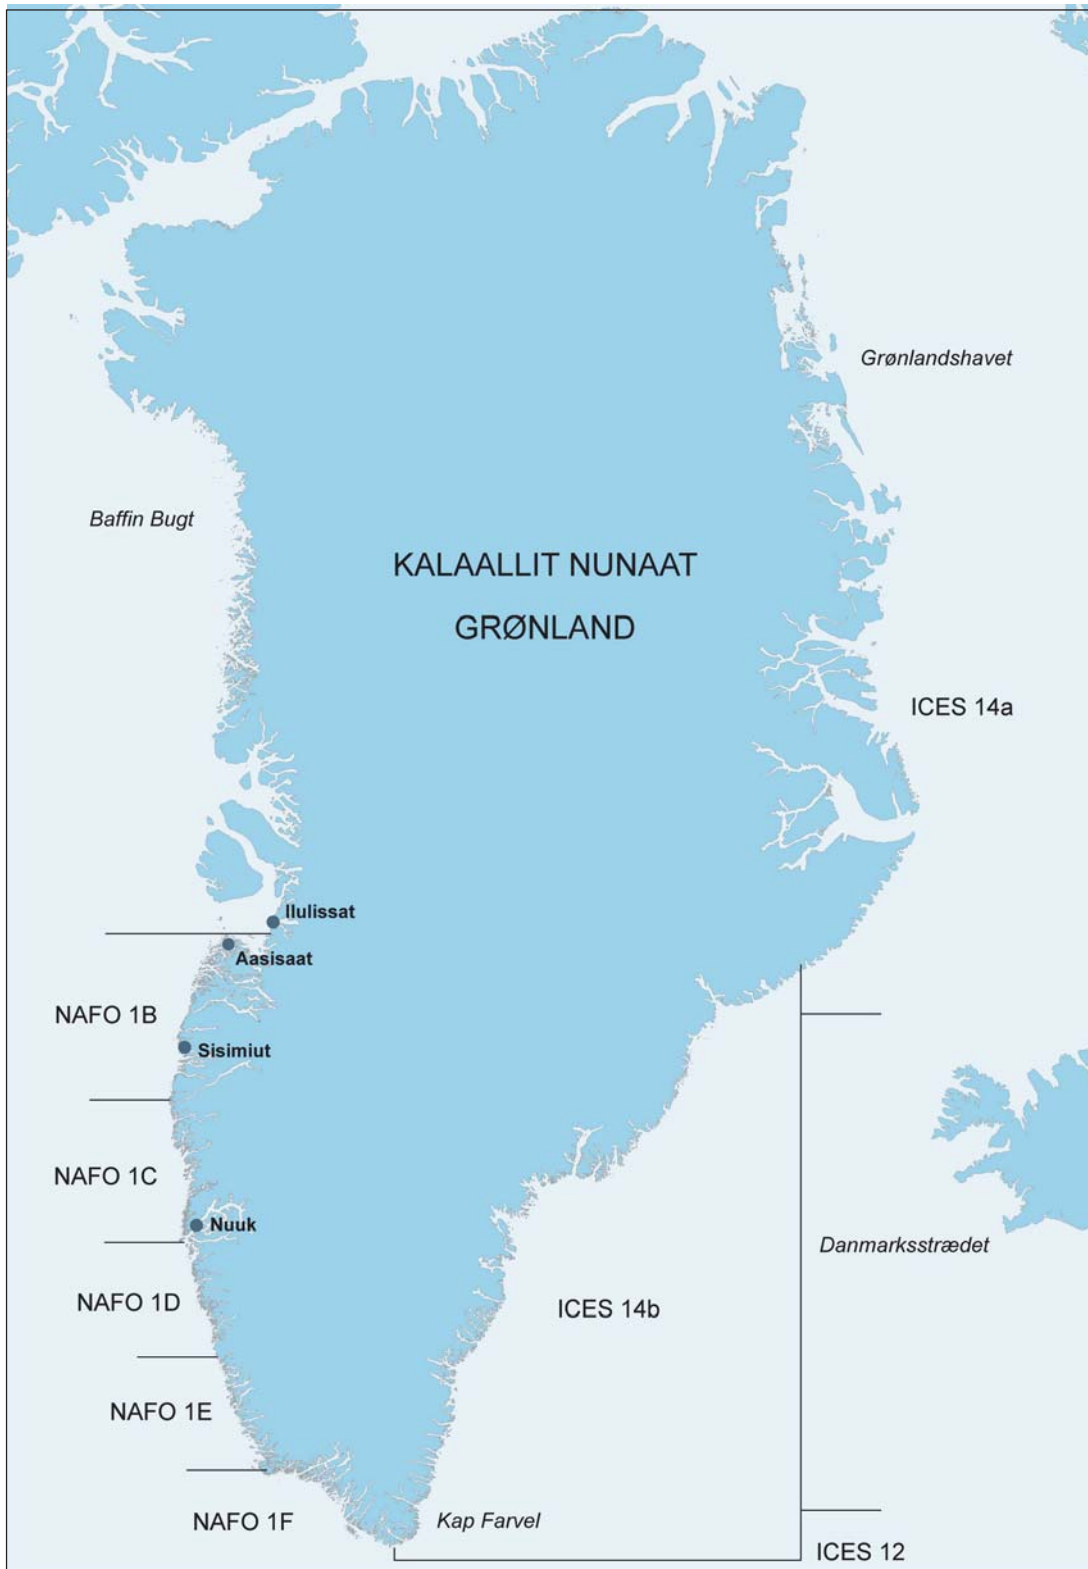 Grønlandshavet
Baffin Bugt
KALAALLIT NUNAAT
GRØNLAND
ICES 14a
Ilulissat
Aasisaat
NAFO 1B
Sisimiut
NAFO 1C
Nuuk
Danmarksstrædet
NAFO 1D
ICES 14b
NAFO 1E
NAFO 1F
Kap Farvel
ICES 12